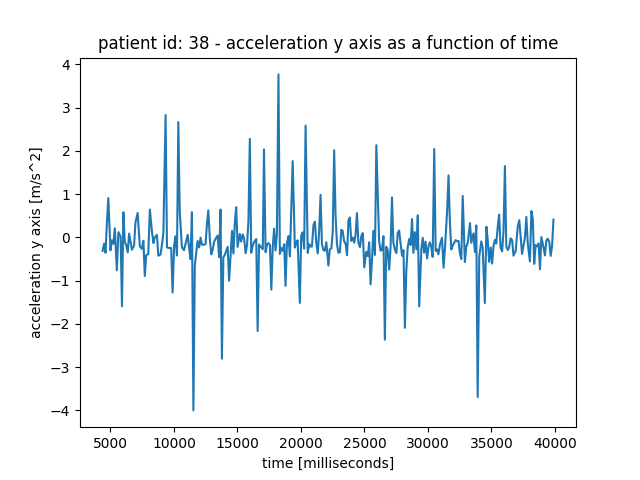 patient id: 38 - acceleration y axis as a function of time
acceleration y axis [m/s^2]
4
3
2
1
0
−1
−2
−3
−4
5000 10000 15000 20000 25000 30000 35000 40000
time [milliseconds]